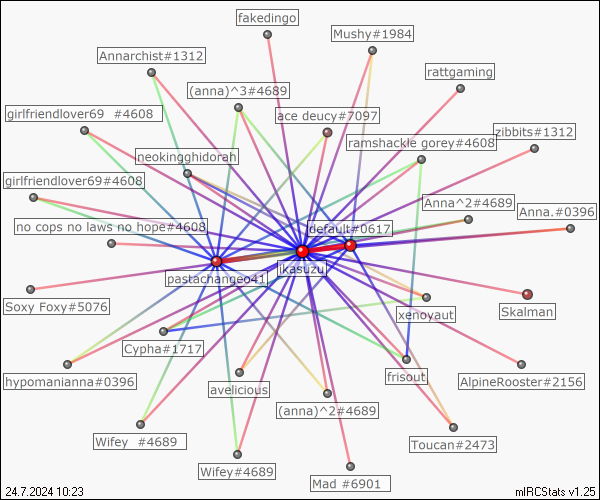 fakedingo
Mushy#1984
Annarchist#1312
rattgaming
(anna)^3#4689
girlfriendlover69  #4608
ace deucy#7097
zibbits#1312
ramshackle gorey#4608
neokingghidorah
girlfriendlover69#4608
Anna^2#4689
Anna.#0396
no cops no laws no hope#4608
default#0617
jkasuzu
pastachangeo41
Soxy Foxy#5076
xenoyaut
Skalman
Cypha#1717
hypomanianna#0396
frisout
AlpineRooster#2156
avelicious
(anna)^2#4689
Wifey  #4689
Toucan#2473
Wifey#4689
Mad #6901
24.7.2024 10:23
mIRCStats v1.25